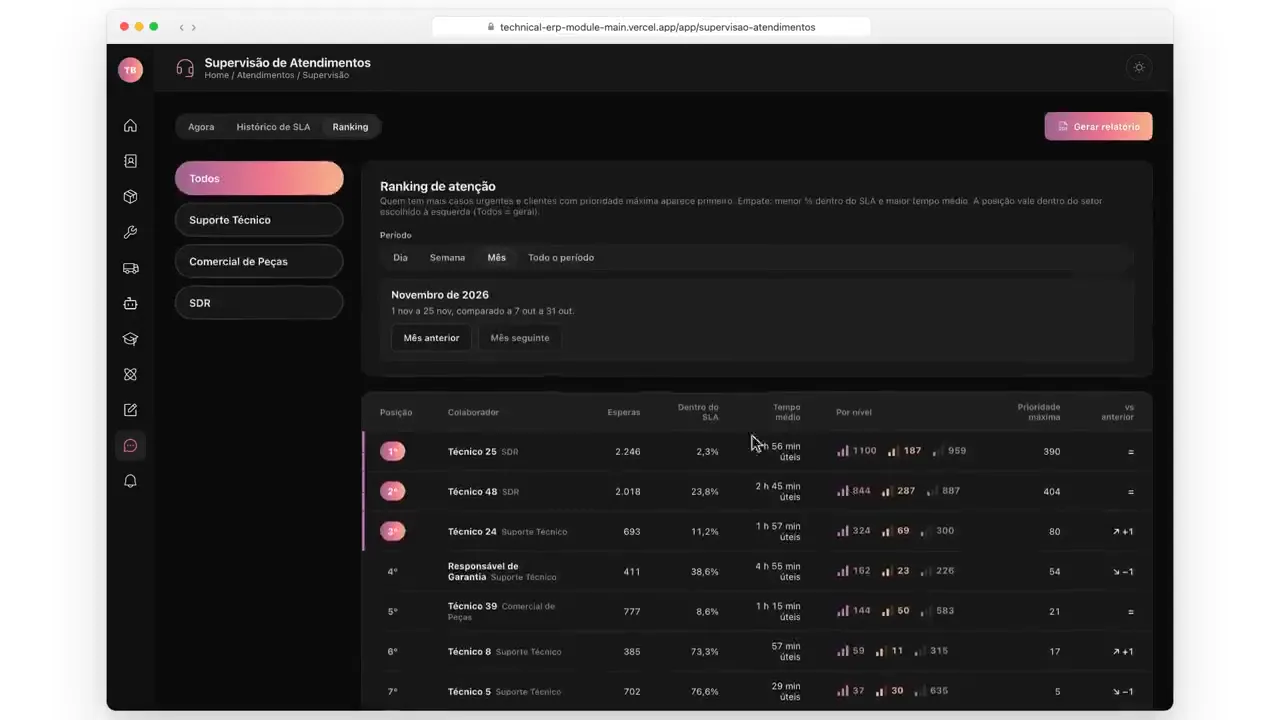 technical-erp-module-main.vercel.app/app/supervisao-atendimentos
TB
Supervisão de Atendimentos
Home / Atendimentos / Supervisão
Agora
Histórico de SLA
Ranking
Gerar relatório
Todos
Suporte Técnico
Comercial de Peças
SDR
Ranking de atenção
Quem tem mais casos urgentes e clientes com prioridade máxima aparece primeiro. Empate: menor % dentro do SLA e maior tempo médio. A posição vale dentro do setor
escolhido à esquerda (Todos = geral).
Período
Dia
Semana
Mês
Todo o período
Novembro de 2026
1 nov a 25 nov, comparado a 7 out a 31 out.
Mês anterior
Mês seguinte
Posição
Colaborador
Esperas
Dentro do
SLA
Tempo
médio
Por nível
Prioridade
máxima
vs
anterior
1º
Técnico 25 SDR
2.246
2,3%
h 56 min
úteis
1100 187 959
390
=
2º
Técnico 48 SDR
2.018
23,8%
2 h 45 min
úteis
844 287 887
404
=
3º
Técnico 24 Suporte Técnico
693
11,2%
1 h 57 min
úteis
324 69 300
80
↗ +1
4º
Responsável de
Garantia Suporte Técnico
411
38,6%
4 h 55 min
úteis
162 23 226
54
↘ −1
5º
Técnico 39 Comercial de
Peças
777
8,6%
1 h 15 min
úteis
144 50 583
21
=
6º
Técnico 8 Suporte Técnico
385
73,3%
57 min
úteis
59 11 315
17
↗ +1
7º
Técnico 5 Suporte Técnico
702
76,6%
29 min
úteis
37 30 635
5
↘ −1